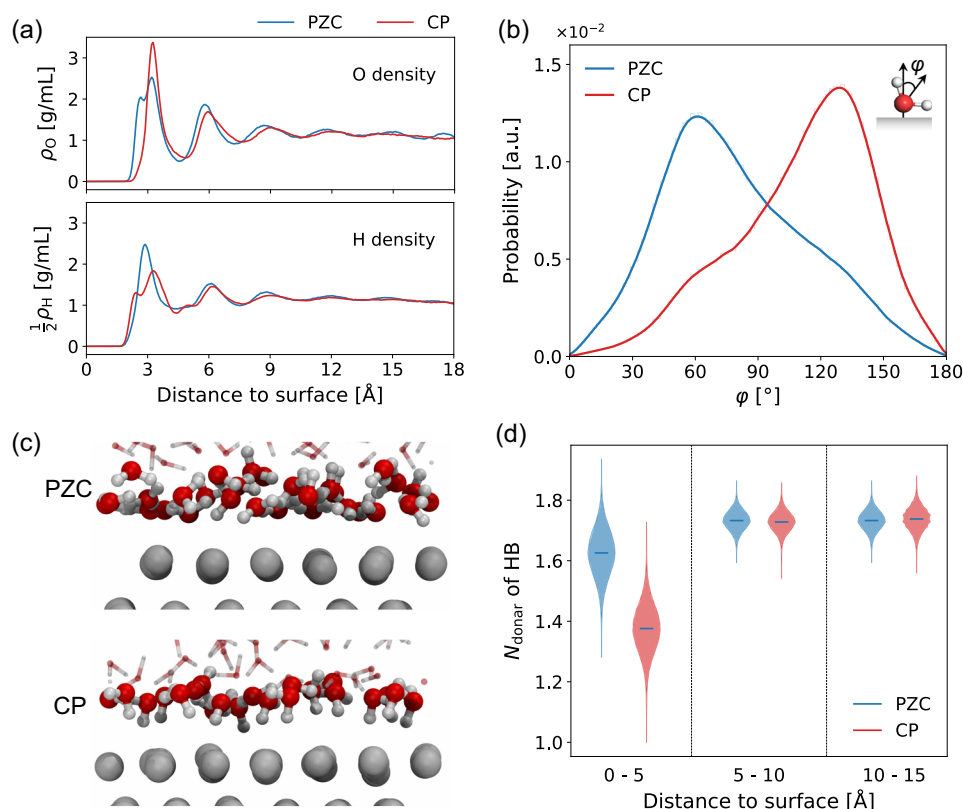 (a)
PZC CP
O density
ρO [g/mL]
3
2
1
0
H density
½ρH [g/mL]
3
2
1
0
0 3 6 9 12 15 18
Distance to surface [Å]
(b)
×10⁻²
PZC
CP
φ
Probability [a.u.]
1.5
1.0
0.5
0.0
0 30 60 90 120 150 180
φ [°]
(c)
PZC
CP
(d)
N_donar of HB
1.8
1.6
1.4
1.2
1.0
PZC
CP
0 - 5 5 - 10 10 - 15
Distance to surface [Å]